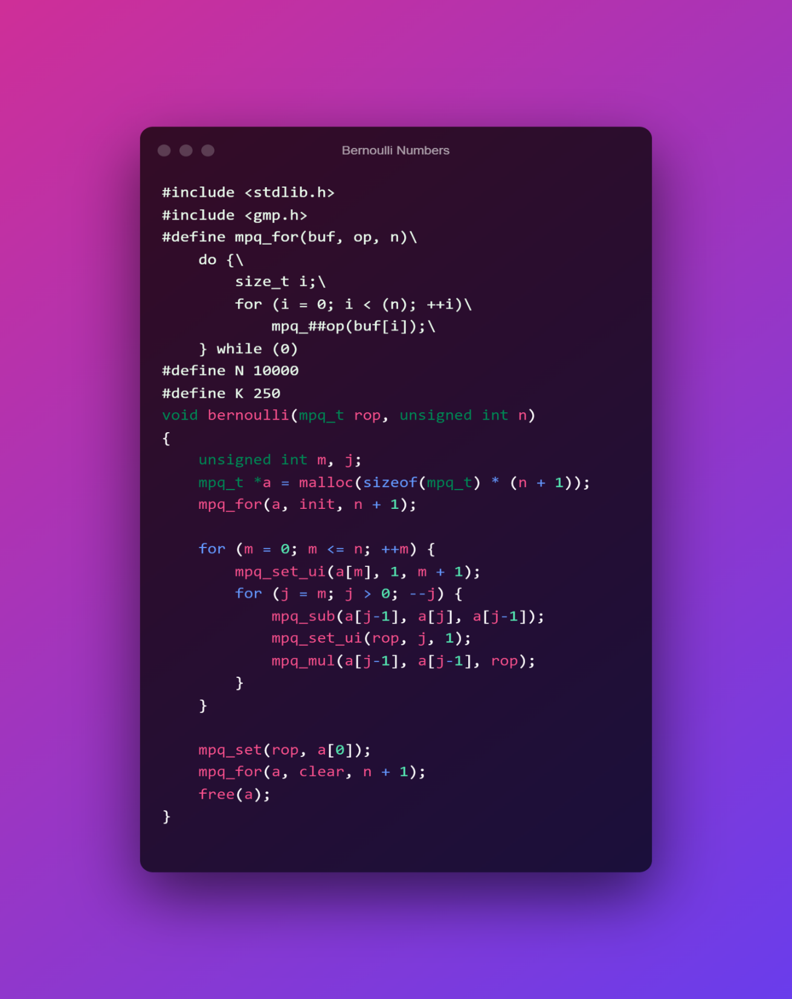 Bernoulli Numbers
#include <stdlib.h>
#include <gmp.h>
#define mpq_for(buf, op, n)\
    do {\
        size_t i;\
        for (i = 0; i < (n); ++i)\
            mpq_##op(buf[i]);\
    } while (0)
#define N 10000
#define K 250
void bernoulli(mpq_t rop, unsigned int n)
{
    unsigned int m, j;
    mpq_t *a = malloc(sizeof(mpq_t) * (n + 1));
    mpq_for(a, init, n + 1);

    for (m = 0; m <= n; ++m) {
        mpq_set_ui(a[m], 1, m + 1);
        for (j = m; j > 0; --j) {
            mpq_sub(a[j-1], a[j], a[j-1]);
            mpq_set_ui(rop, j, 1);
            mpq_mul(a[j-1], a[j-1], rop);
        }
    }

    mpq_set(rop, a[0]);
    mpq_for(a, clear, n + 1);
    free(a);
}